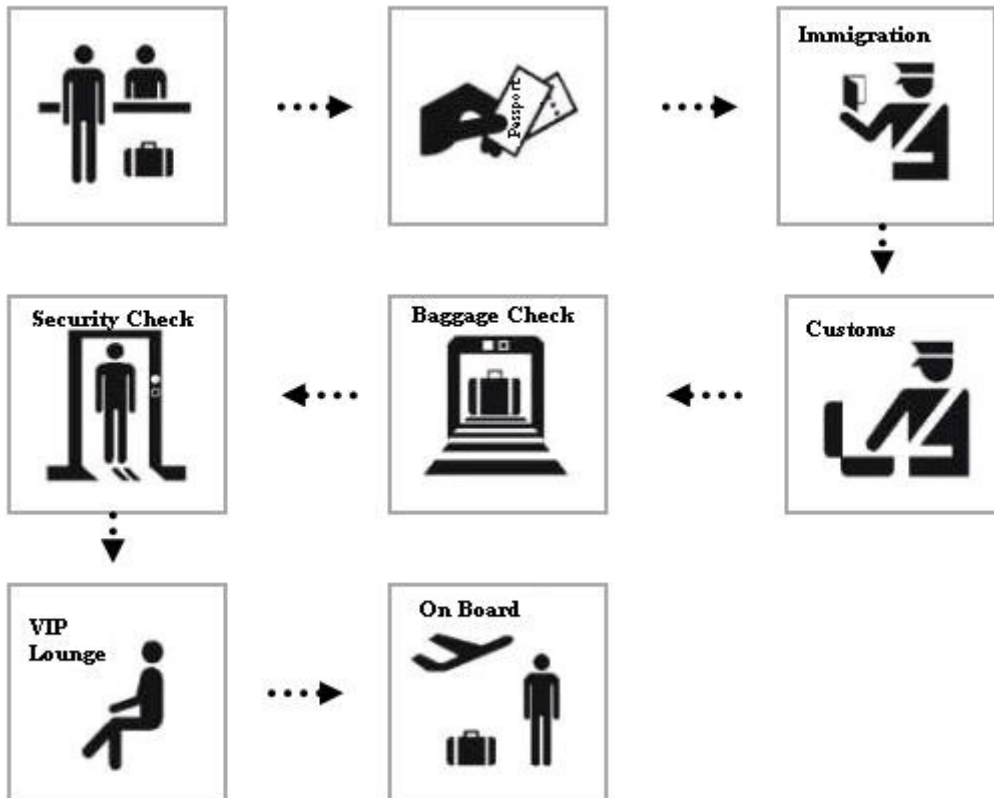 Passport
Immigration
Customs
Baggage Check
Security Check
VIP
Lounge
On Board